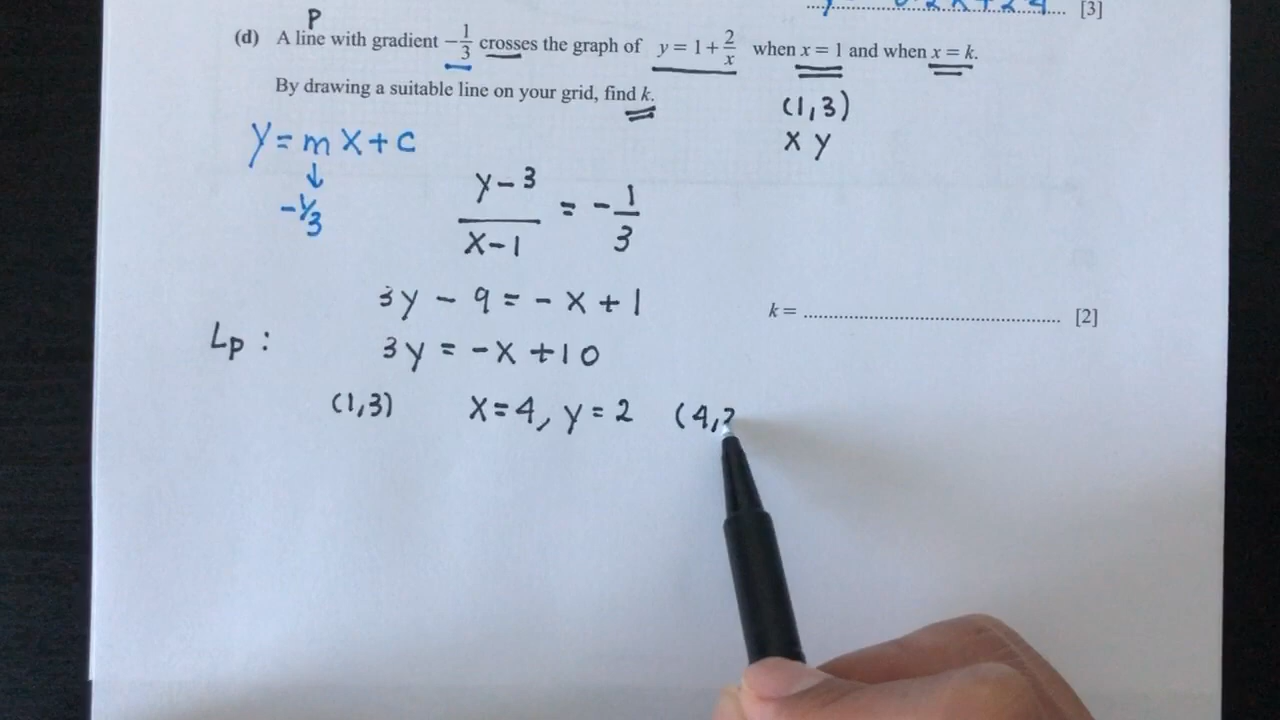 [3]
P
(d) A line with gradient -1/3 crosses the graph of y = 1 + 2/x when x = 1 and when x = k.
By drawing a suitable line on your grid, find k.
(1,3)
x y
y = mx + c
↓
-1/3
y-3/x-1 = -1/3
3y - 9 = -x + 1
k = ................................................ [2]
Lp : 3y = -x + 10
(1,3) x = 4, y = 2 (4,2